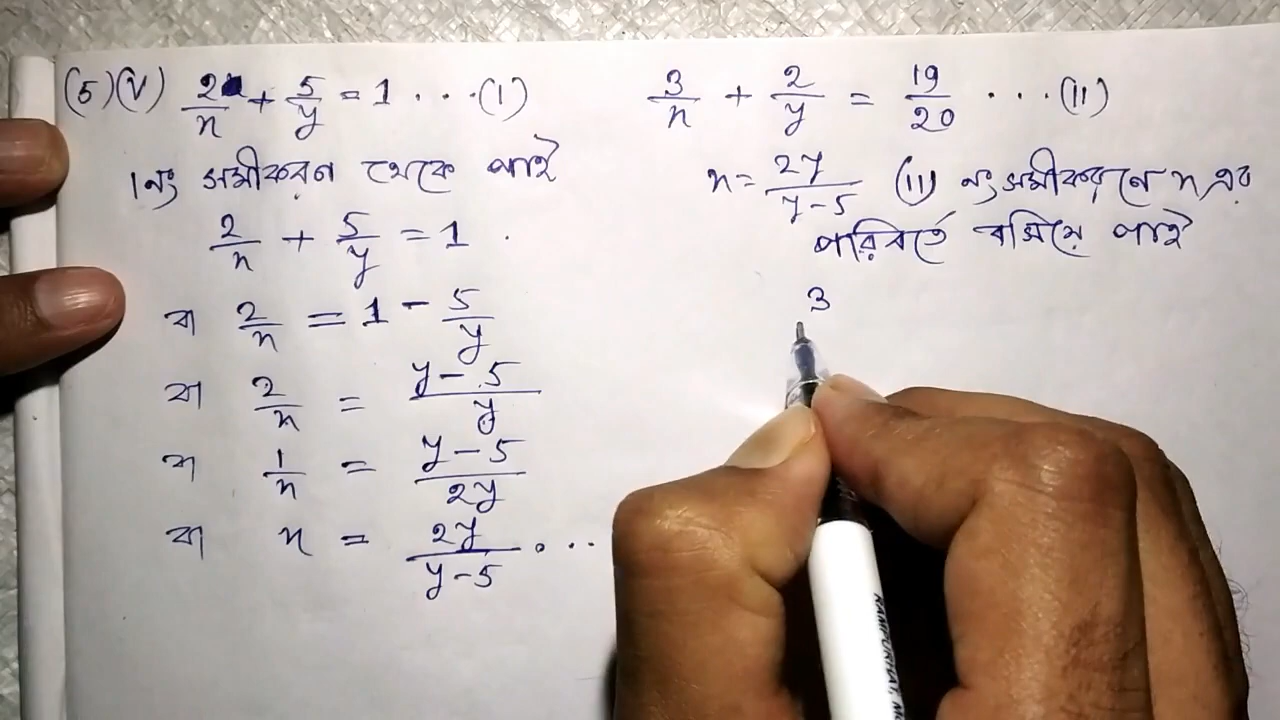 (5)(v) 2/x + 5/y = 1 ...(I)
1নং সমীকরণ থেকে পাই
2/x + 5/y = 1 .
বা 2/x = 1 - 5/y
বা 2/x = y-5/y
বা 1/x = y-5/2y
বা x = 2y/y-5 ...
3/x + 2/y = 19/20 ...(II)
x = 2y/y-5 (II) নং সমীকরণে x এর
পরিবর্তে বসিয়ে পাই
3